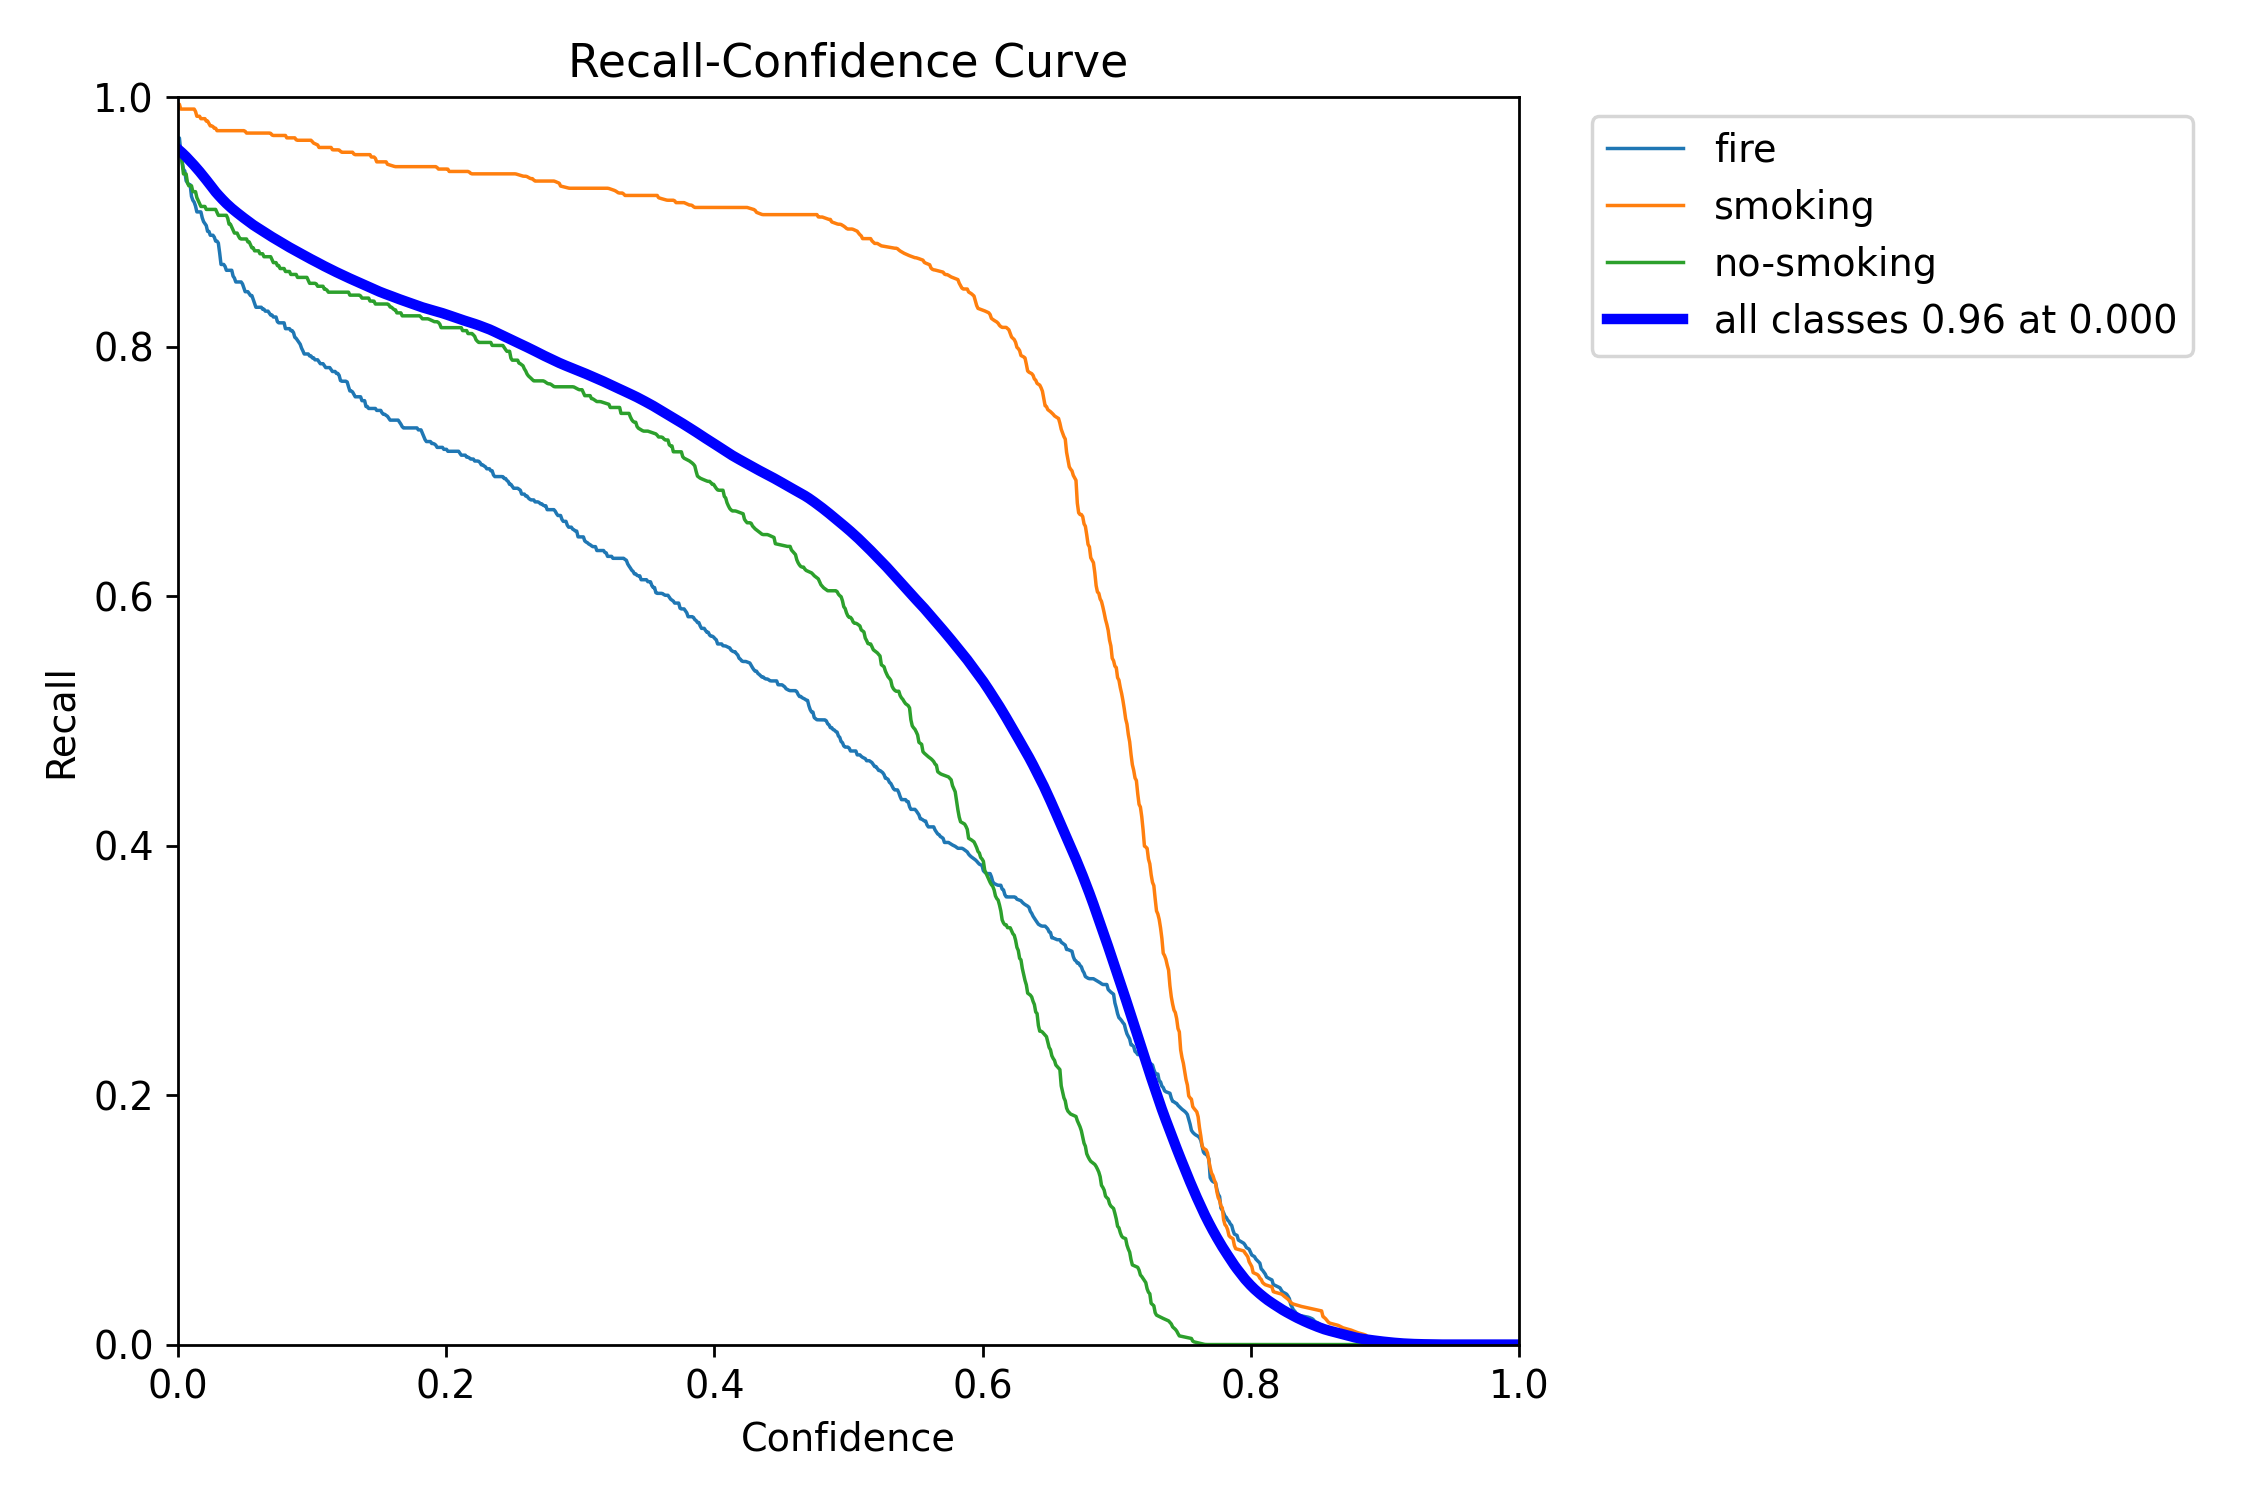 Recall-Confidence Curve
1.0
0.8
0.6
0.4
0.2
0.0
Recall
0.0 0.2 0.4 0.6 0.8 1.0
Confidence
fire
smoking
no-smoking
all classes 0.96 at 0.000